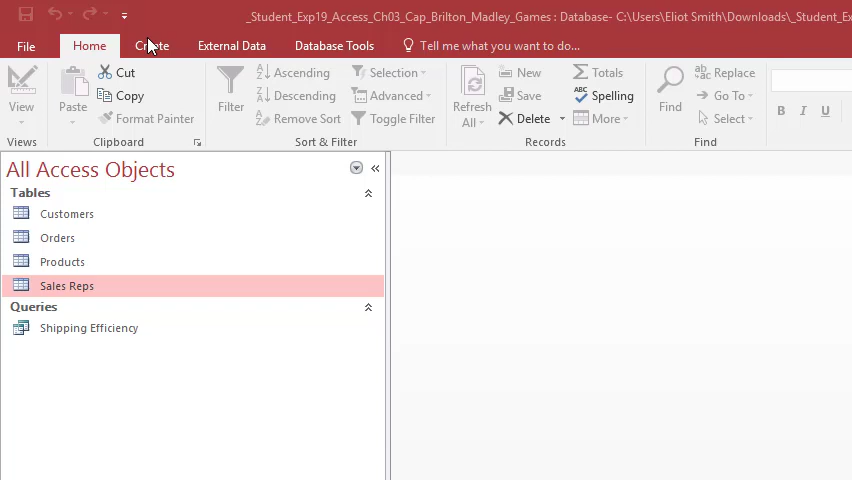 _Student_Exp19_Access_Ch03_Cap_Brilton_Madley_Games : Database- C:\Users\Eliot Smith\Downloads\_Student_Ex
File Home Create External Data Database Tools Tell me what you want to do...
View
Views
Paste
Cut
Copy
Format Painter
Clipboard
Filter
Ascending
Descending
Remove Sort
Selection
Advanced
Toggle Filter
Sort & Filter
Refresh
All
New
Save
Delete
Totals
ABC Spelling
More
Records
Find
ab ac Replace
Go To
Select
Find
B I U
All Access Objects
Tables
Customers
Orders
Products
Sales Reps
Queries
Shipping Efficiency